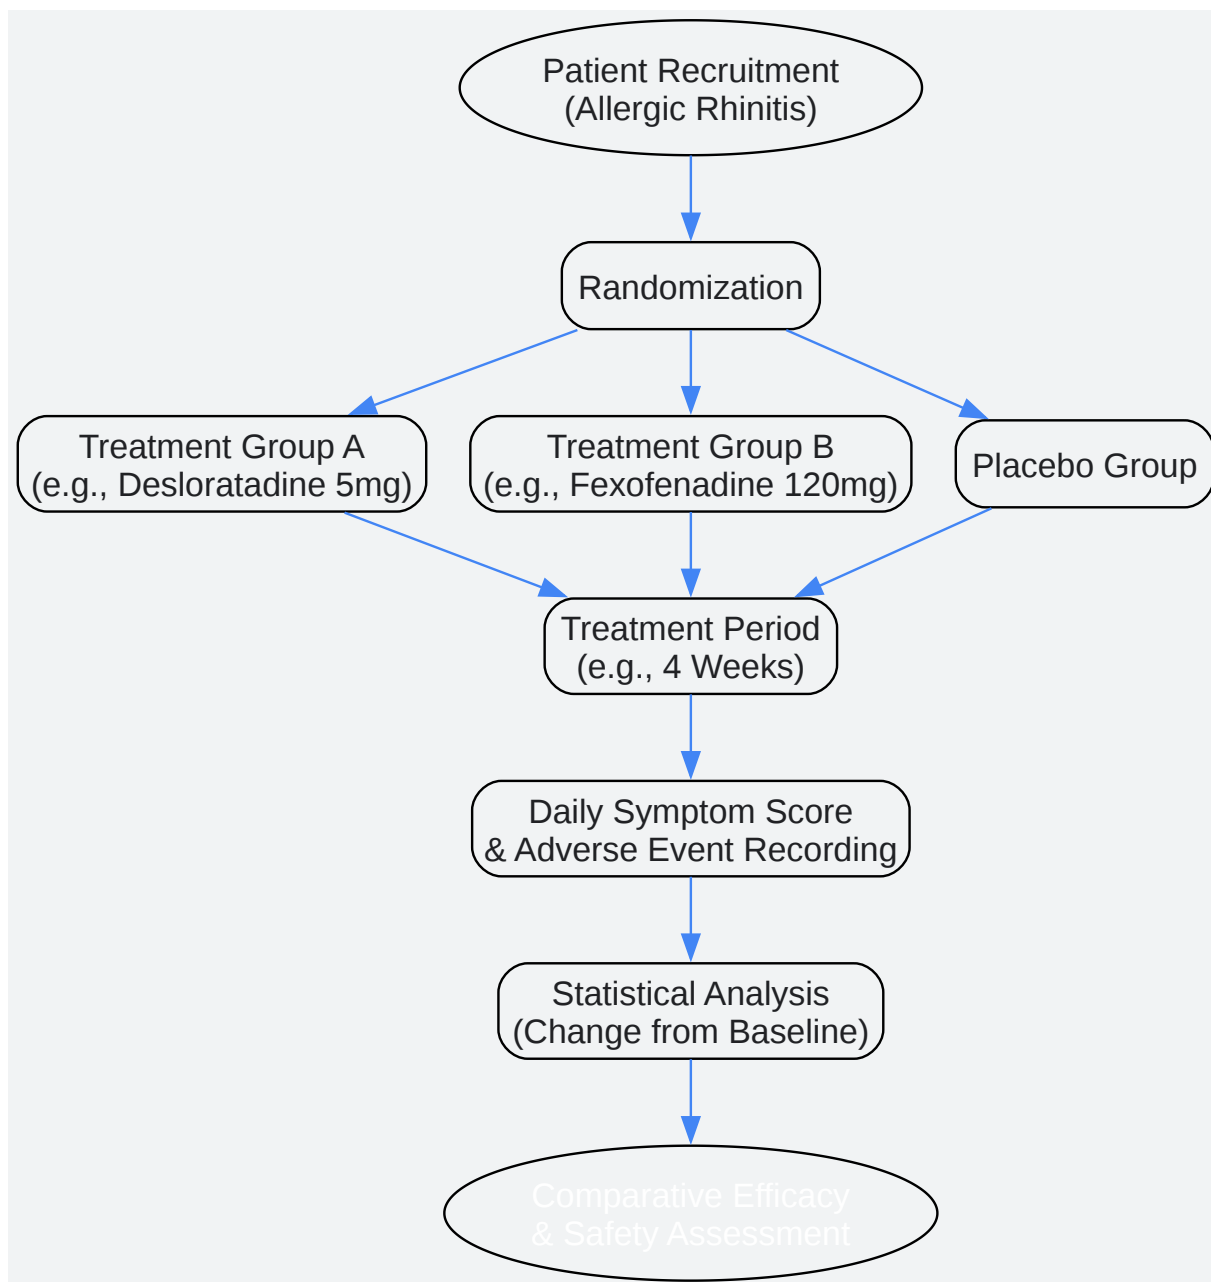 Patient Recruitment
(Allergic Rhinitis)
Randomization
Treatment Group A
(e.g., Desloratadine 5mg)
Treatment Group B
(e.g., Fexofenadine 120mg)
Placebo Group
Treatment Period
(e.g., 4 Weeks)
Daily Symptom Score
& Adverse Event Recording
Statistical Analysis
(Change from Baseline)
Comparative Efficacy
& Safety Assessment